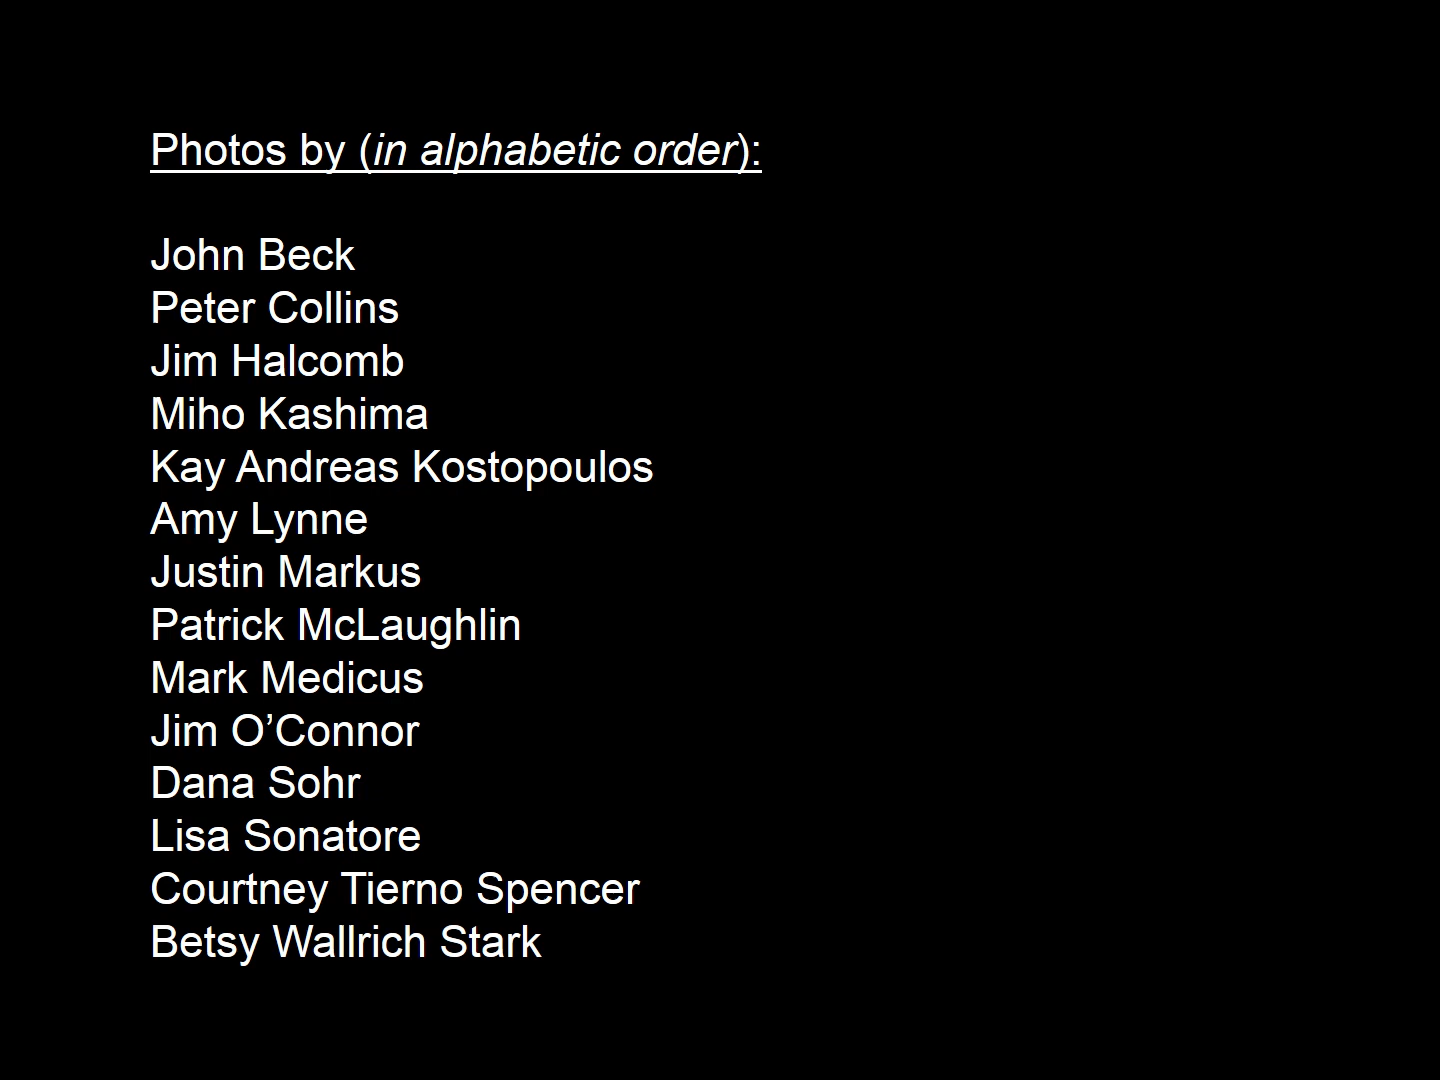 Photos by (in alphabetic order):
John Beck
Peter Collins
Jim Halcomb
Miho Kashima
Kay Andreas Kostopoulos
Amy Lynne
Justin Markus
Patrick McLaughlin
Mark Medicus
Jim O’Connor
Dana Sohr
Lisa Sonatore
Courtney Tierno Spencer
Betsy Wallrich Stark